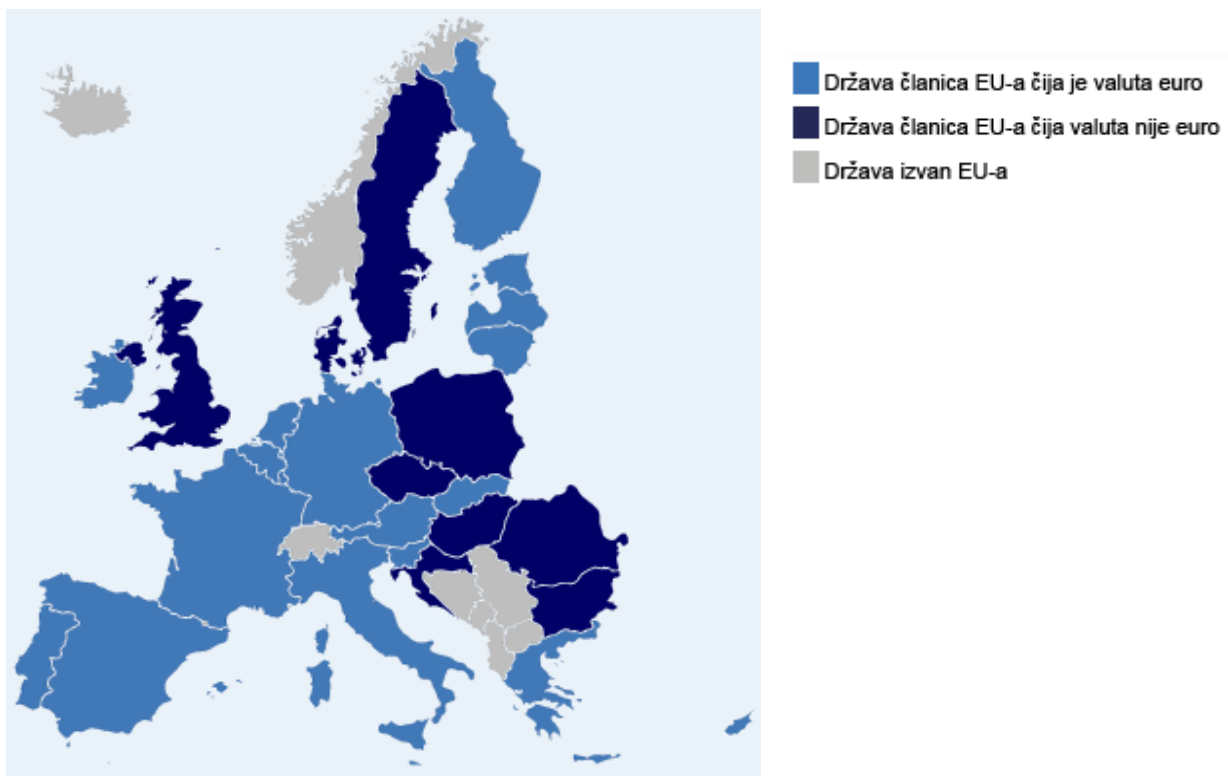 Država članica EU-a čija je valuta euro
Država članica EU-a čija valuta nije euro
Država izvan EU-a